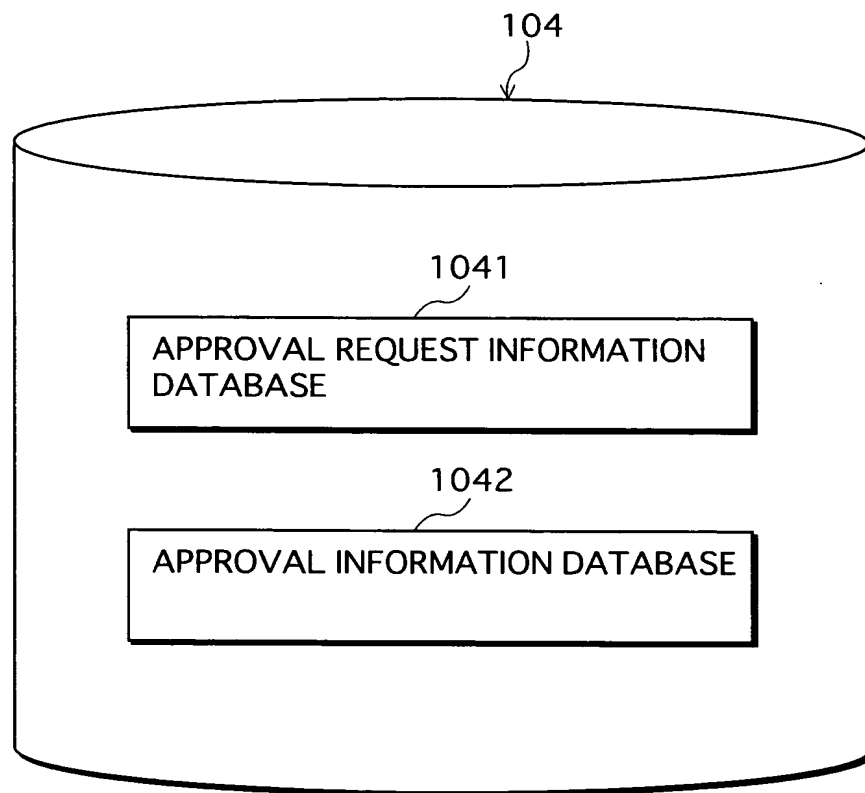 104
1041
APPROVAL REQUEST INFORMATION
DATABASE
1042
APPROVAL INFORMATION DATABASE